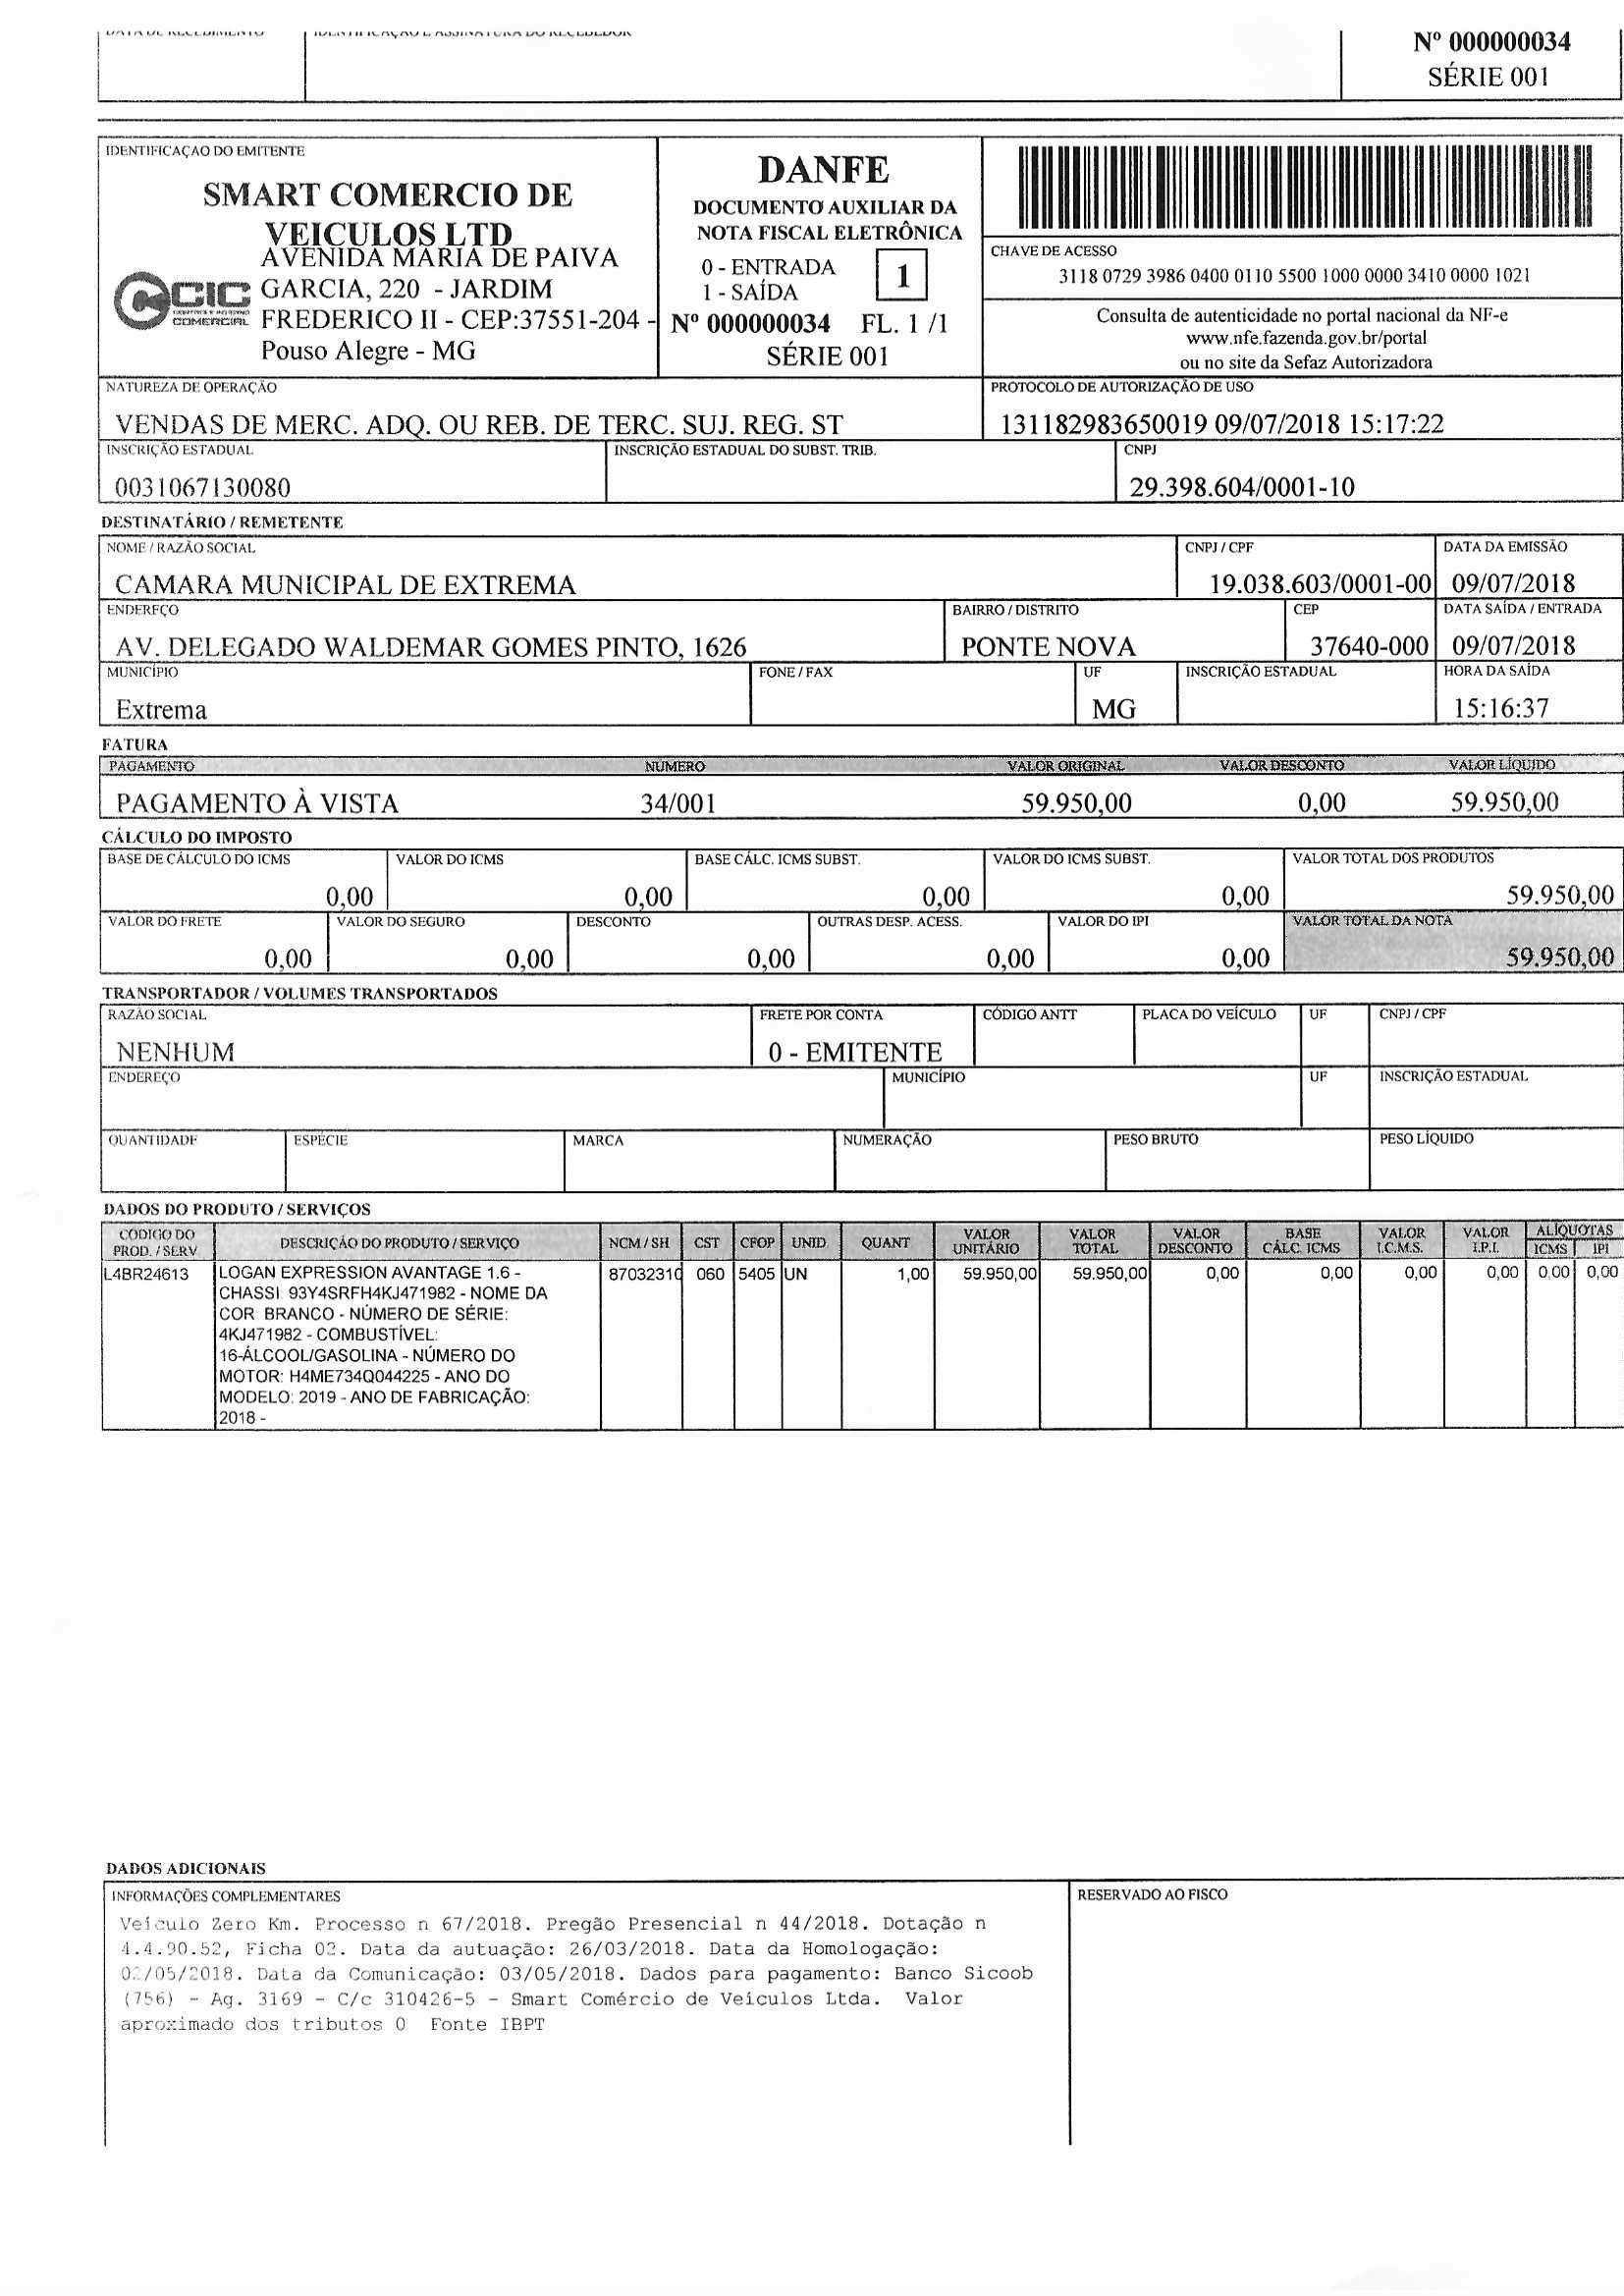 DATA DE RECEBIMENTO IDENTIFICAÇÃO E ASSINATURA DO RECEBEDOR
Nº 000000034
SÉRIE 001
IDENTIFICAÇAO DO EMITENTE
SMART COMERCIO DE
VEICULOS LTD
AVENIDA MARIA DE PAIVA
GARCIA, 220 - JARDIM
FREDERICO II - CEP:37551-204 -
Pouso Alegre - MG
CIC
COMERCIAL
DANFE
DOCUMENTO AUXILIAR DA
NOTA FISCAL ELETRÔNICA
0 - ENTRADA
1 - SAÍDA
1
Nº 000000034 FL. 1 /1
SÉRIE 001
CHAVE DE ACESSO
3118 0729 3986 0400 0110 5500 1000 0000 3410 0000 1021
Consulta de autenticidade no portal nacional da NF-e
www.nfe.fazenda.gov.br/portal
ou no site da Sefaz Autorizadora
NATUREZA DE OPERAÇÃO PROTOCOLO DE AUTORIZAÇÃO DE USO
VENDAS DE MERC. ADQ. OU REB. DE TERC. SUJ. REG. ST 131182983650019 09/07/2018 15:17:22
INSCRIÇÃO ESTADUAL INSCRIÇÃO ESTADUAL DO SUBST. TRIB. CNPJ
0031067130080 29.398.604/0001-10
DESTINATÁRIO / REMETENTE
NOME / RAZÃO SOCIAL CNPJ / CPF DATA DA EMISSÃO
CAMARA MUNICIPAL DE EXTREMA 19.038.603/0001-00 09/07/2018
ENDEREÇO BAIRRO / DISTRITO CEP DATA SAÍDA / ENTRADA
AV. DELEGADO WALDEMAR GOMES PINTO, 1626 PONTE NOVA 37640-000 09/07/2018
MUNICÍPIO FONE / FAX UF INSCRIÇÃO ESTADUAL HORA DA SAÍDA
Extrema MG 15:16:37
FATURA
PAGAMENTO NUMERO VALOR ORIGINAL VALOR DESCONTO VALOR LÍQUIDO
PAGAMENTO À VISTA 34/001 59.950,00 0,00 59.950,00
CÁLCULO DO IMPOSTO
BASE DE CÁLCULO DO ICMS VALOR DO ICMS BASE CÁLC. ICMS SUBST. VALOR DO ICMS SUBST. VALOR TOTAL DOS PRODUTOS
0,00 0,00 0,00 0,00 59.950,00
VALOR DO FRETE VALOR DO SEGURO DESCONTO OUTRAS DESP. ACESS. VALOR DO IPI VALOR TOTAL DA NOTA
0,00 0,00 0,00 0,00 0,00 59.950,00
TRANSPORTADOR / VOLUMES TRANSPORTADOS
RAZÃO SOCIAL FRETE POR CONTA CÓDIGO ANTT PLACA DO VEÍCULO UF CNPJ / CPF
NENHUM 0 - EMITENTE
ENDEREÇO MUNICÍPIO UF INSCRIÇÃO ESTADUAL
QUANTIDADE ESPÉCIE MARCA NUMERAÇÃO PESO BRUTO PESO LÍQUIDO
DADOS DO PRODUTO / SERVIÇOS
CÓDIGO DO PROD. / SERV DESCRIÇÃO DO PRODUTO / SERVIÇO NCM / SH CST CFOP UNID QUANT VALOR UNITÁRIO VALOR TOTAL VALOR DESCONTO BASE CÁLC. ICMS VALOR I.C.M.S. VALOR I.P.I. ALÍQUOTAS ICMS IPI
L4BR24613 LOGAN EXPRESSION AVANTAGE 1.6 - 87032310 060 5405 UN 1,00 59.950,00 59.950,00 0,00 0,00 0,00 0,00 0,00 0,00
CHASSI: 93Y4SRFH4KJ471982 - NOME DA
COR: BRANCO - NÚMERO DE SÉRIE:
4KJ471982 - COMBUSTÍVEL:
16-ÁLCOOL/GASOLINA - NÚMERO DO
MOTOR: H4ME734Q044225 - ANO DO
MODELO: 2019 - ANO DE FABRICAÇÃO:
2018 -
DADOS ADICIONAIS
INFORMAÇÕES COMPLEMENTARES RESERVADO AO FISCO
Veículo Zero Km. Processo n 67/2018. Pregão Presencial n 44/2018. Dotação n
4.4.90.52, Ficha 02. Data da autuação: 26/03/2018. Data da Homologação:
02/05/2018. Data da Comunicação: 03/05/2018. Dados para pagamento: Banco Sicoob
(756) - Ag. 3169 - C/c 310426-5 - Smart Comércio de Veículos Ltda. Valor
aproximado dos tributos 0 Fonte IBPT